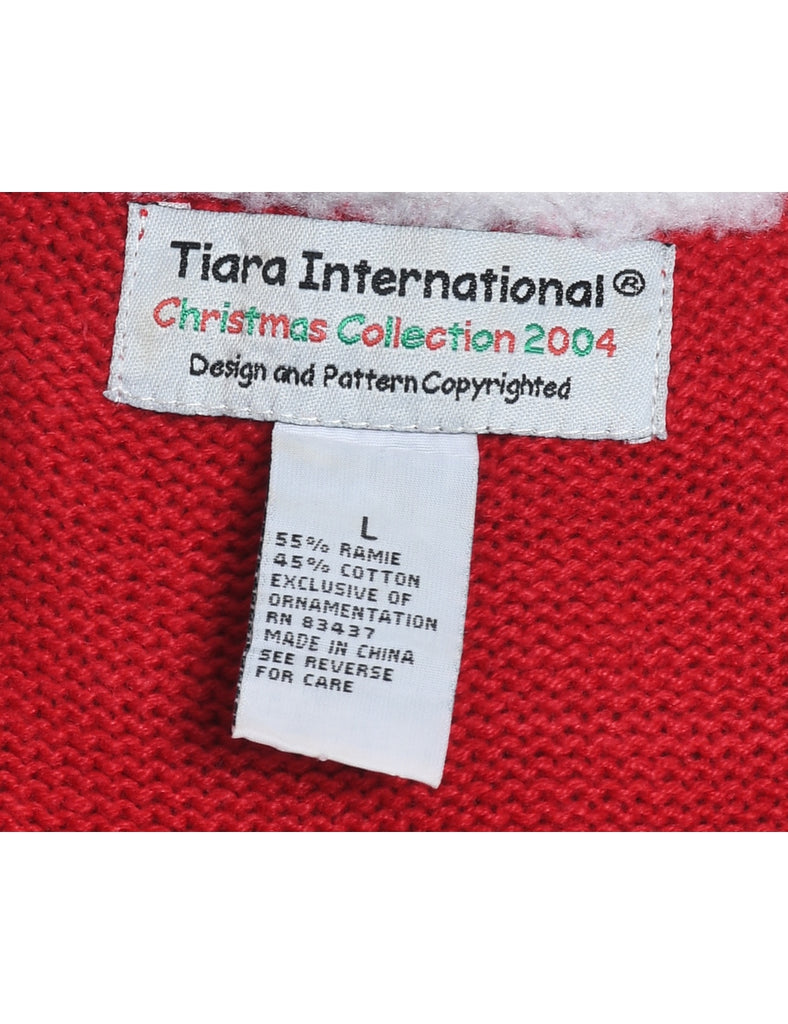 Tiara International®
Christmas Collection 2004
Design and Pattern Copyrighted
L
55% RAMIE
45% COTTON
EXCLUSIVE OF
ORNAMENTATION
RN 83437
MADE IN CHINA
SEE REVERSE
FOR CARE